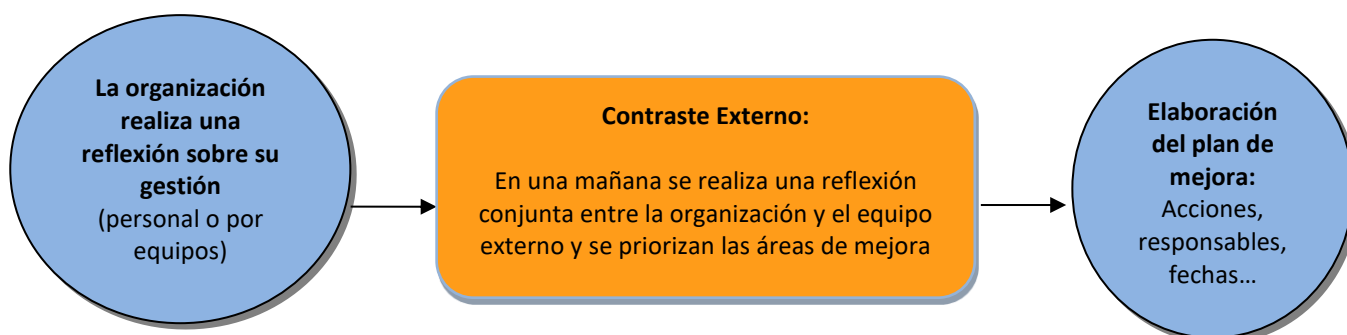 La organización
realiza una
reflexión sobre su
gestión
(personal o por
equipos)
Contraste Externo:
En una mañana se realiza una reflexión
conjunta entre la organización y el equipo
externo y se priorizan las áreas de mejora
Elaboración
del plan de
mejora:
Acciones,
responsables,
fechas…